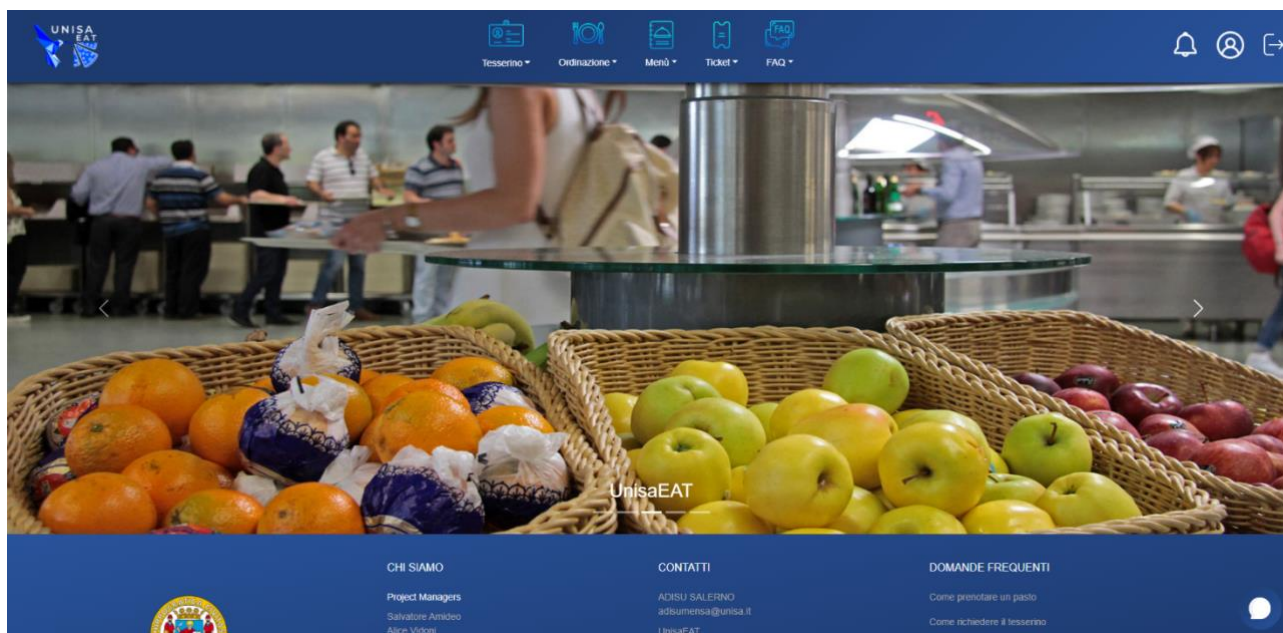 UNISA
EAT
FAQ
Tesserino
Ordinazione
Menù
Ticket
FAQ
UnisaEAT
CHI SIAMO
Project Managers
Salvatore Amideo
Alice Vidoni
CONTATTI
ADISU SALERNO
adisumensa@unisa.it
UnisaEAT
DOMANDE FREQUENTI
Come prenotare un pasto
Come richiedere il tesserino